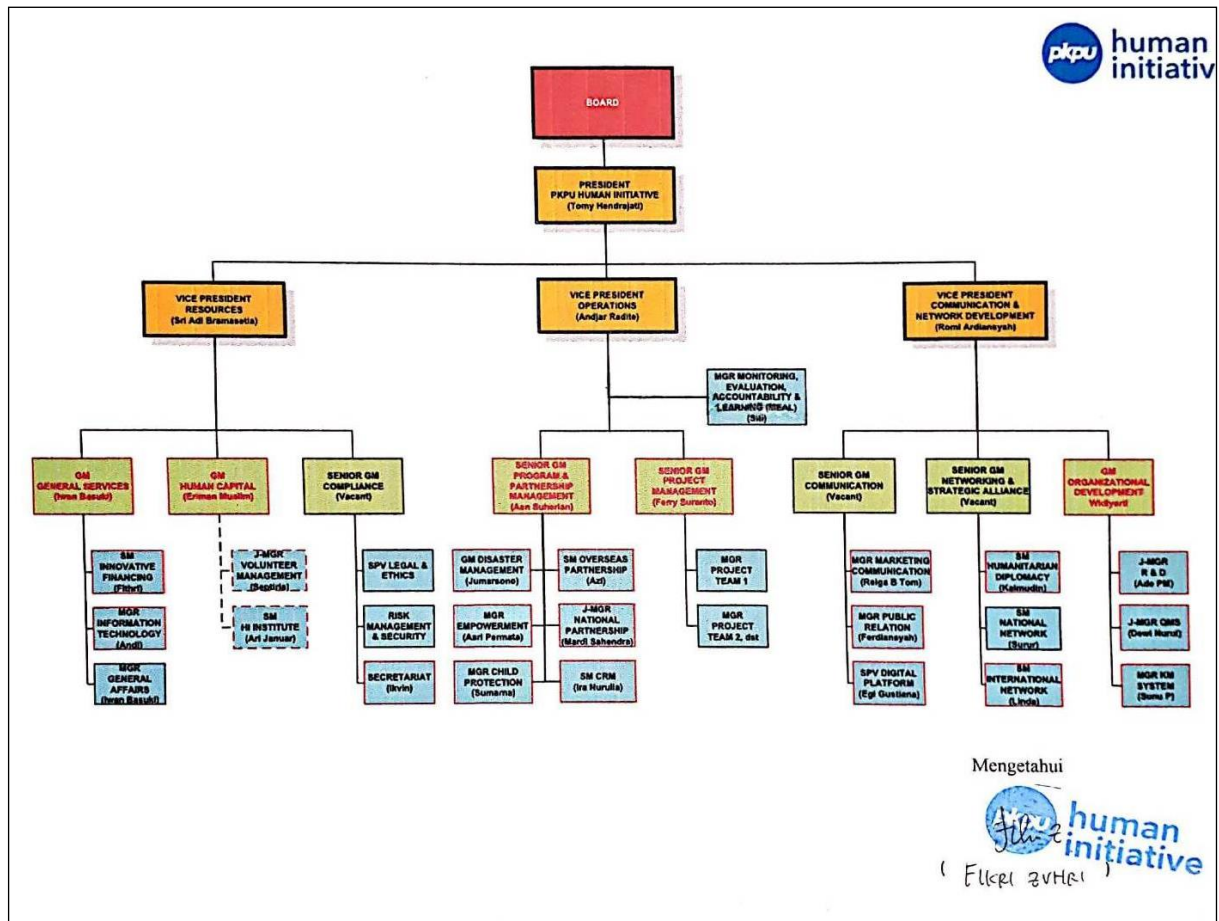 pkpu human
initiativ
BOARD
PRESIDENT
PKPU HUMAN INITIATIVE
(Tomy Hendrajati)
VICE PRESIDENT
RESOURCES
(Sri Adi Bramasetia)
VICE PRESIDENT
OPERATIONS
(Andjar Radite)
VICE PRESIDENT
COMMUNICATION &
NETWORK DEVELOPMENT
(Romi Ardiansyah)
MGR MONITORING,
EVALUATION,
ACCOUNTABILITY &
LEARNING (MEAL)
GM
GENERAL SERVICES
(Iwan Basuki)
GM
HUMAN CAPITAL
(Eriman Muslim)
SENIOR GM
COMPLIANCE
(Vacant)
SENIOR GM
PROGRAM &
PARTNERSHIP
MANAGEMENT
(Aan Suherlan)
SENIOR GM
PROJECT
MANAGEMENT
(Ferry Suranto)
SENIOR GM
COMMUNICATION
(Vacant)
SENIOR GM
NETWORKING &
STRATEGIC ALLIANCE
(Vacant)
GM
ORGANIZATIONAL
DEVELOPMENT
Widiyarti
SM
INNOVATIVE
FINANCING
(Fithri)
MGR
INFORMATION
TECHNOLOGY
(Andi)
MGR
GENERAL
AFFAIRS
(Iwan Basuki)
J-MGR
VOLUNTEER
MANAGEMENT
(Septiria)
SM
HI INSTITUTE
(Ari Januar)
SPV LEGAL &
ETHICS
RISK
MANAGEMENT
& SECURITY
SECRETARIAT
(Ikvin)
GM DISASTER
MANAGEMENT
(Jumarsono)
MGR
EMPOWERMENT
(Asri Permata)
MGR CHILD
PROTECTION
(Sumarna)
SM OVERSEAS
PARTNERSHIP
(Azi)
J-MGR
NATIONAL
PARTNERSHIP
(Mardi Sahendra)
SM CRM
(Ira Nurulia)
MGR
PROJECT
TEAM 1
MGR
PROJECT
TEAM 2, dst
MGR MARKETING
COMMUNICATION
(Reiga B Tom)
MGR PUBLIC
RELATION
(Ferdiansyah)
SPV DIGITAL
PLATFORM
(Egi Gustiana)
SM
HUMANITARIAN
DIPLOMACY
(Kaimudin)
SM
NATIONAL
NETWORK
(Surur)
SM
INTERNATIONAL
NETWORK
(Linda)
J-MGR
R & D
(Ade PM)
J-MGR QMS
(Dewi Nurul)
MGR KM
SYSTEM
(Sunu P)
Mengetahui
pkpu human
initiative
( FIKRI ZUHRI )